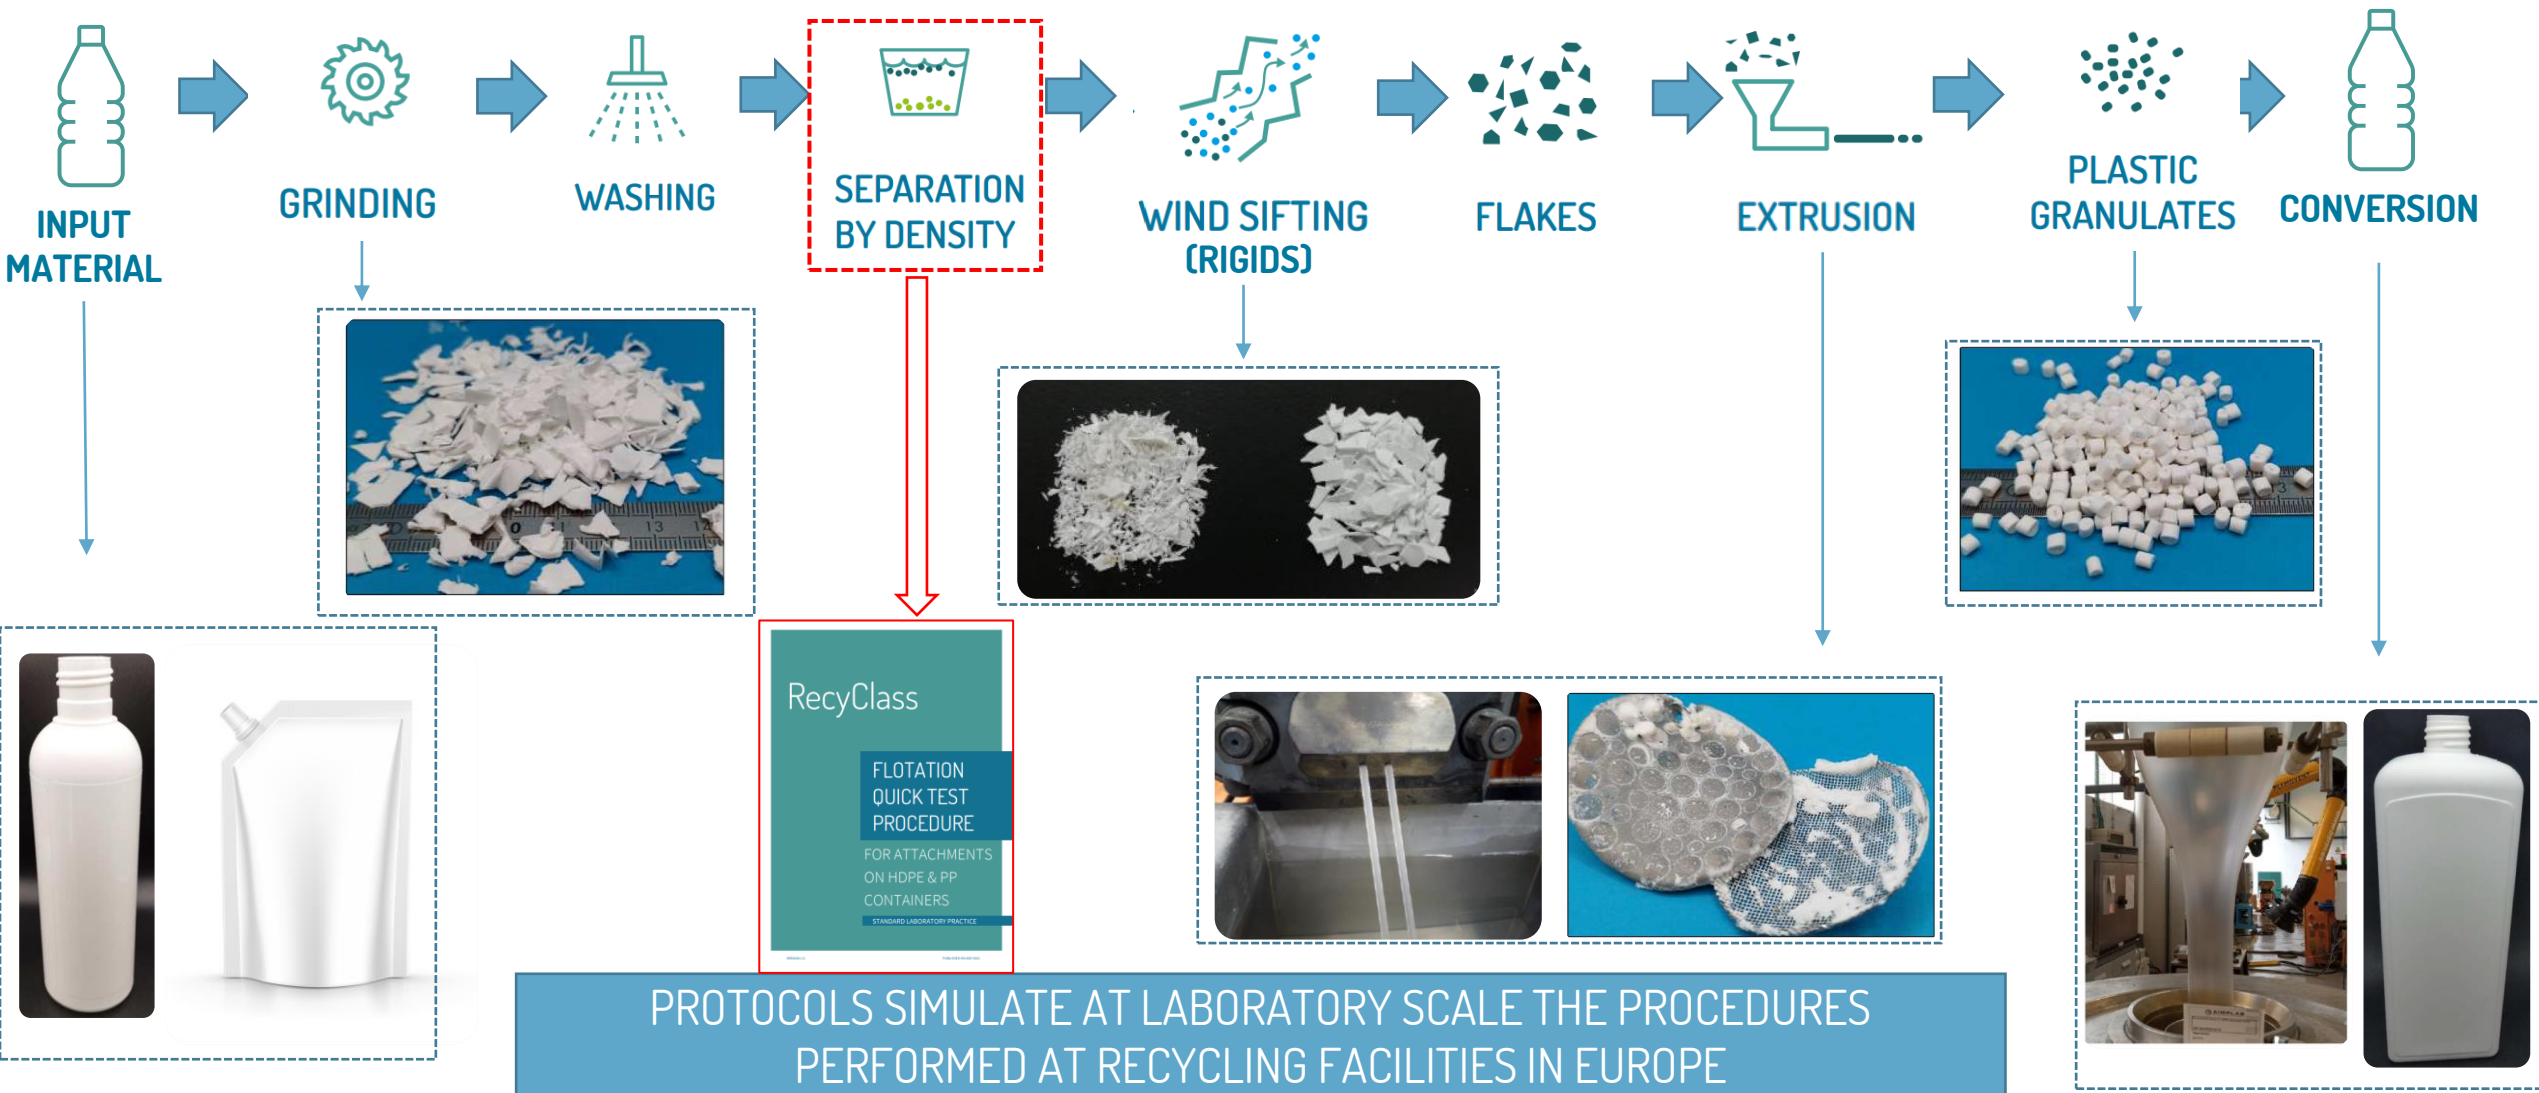 INPUT
MATERIAL
GRINDING
WASHING
SEPARATION
BY DENSITY
WIND SIFTING
(RIGIDS)
FLAKES
EXTRUSION
PLASTIC
GRANULATES
CONVERSION
13
13
RecyClass
FLOTATION
QUICK TEST
PROCEDURE
FOR ATTACHMENTS
ON HDPE & PP
CONTAINERS
STANDARD LABORATORY PRACTICE
PROTOCOLS SIMULATE AT LABORATORY SCALE THE PROCEDURES
PERFORMED AT RECYCLING FACILITIES IN EUROPE